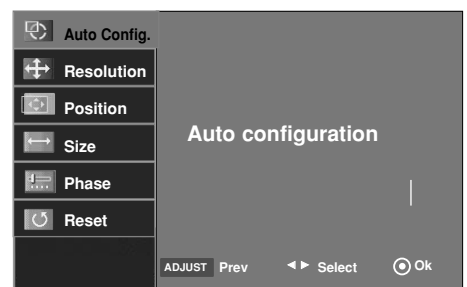 Auto Config.
Resolution
Position
Size
Phase
Reset
Auto configuration
ADJUST Prev ◄► Select Ok